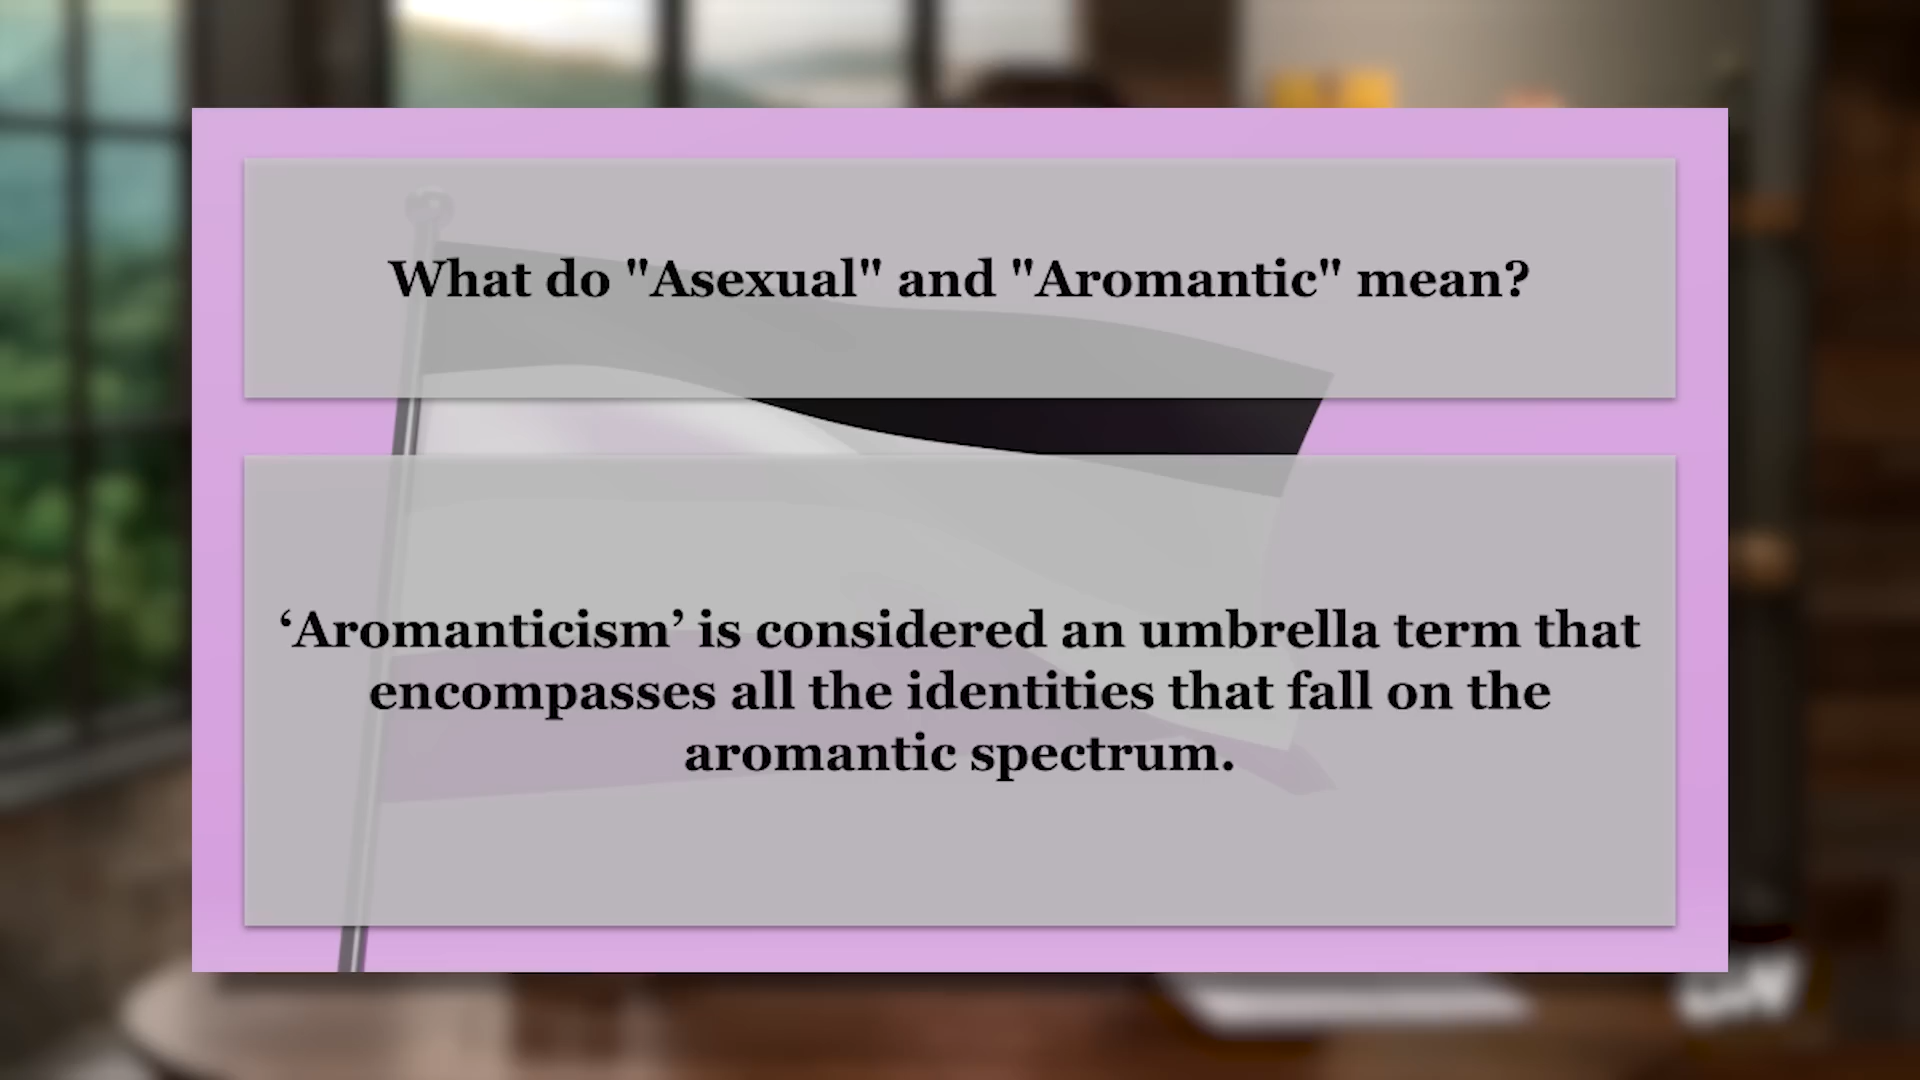 What do "Asexual" and "Aromantic" mean?
‘Aromanticism’ is considered an umbrella term that
encompasses all the identities that fall on the
aromantic spectrum.